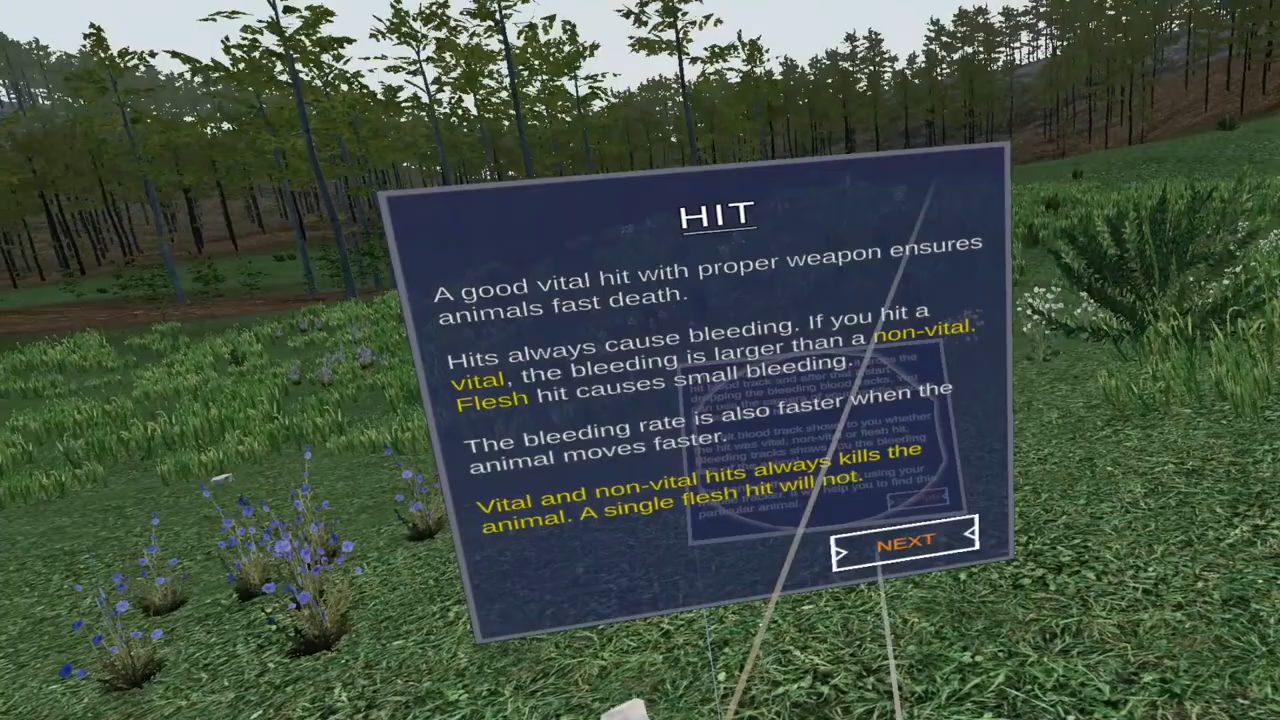 HIT
A good vital hit with proper weapon ensures
animals fast death.
Hits always cause bleeding. If you hit a
vital, the bleeding is larger than a non-vital.
Flesh hit causes small bleeding.
The bleeding rate is also faster when the
animal moves faster.
Vital and non-vital hits always kills the
animal. A single flesh hit will not.
NEXT